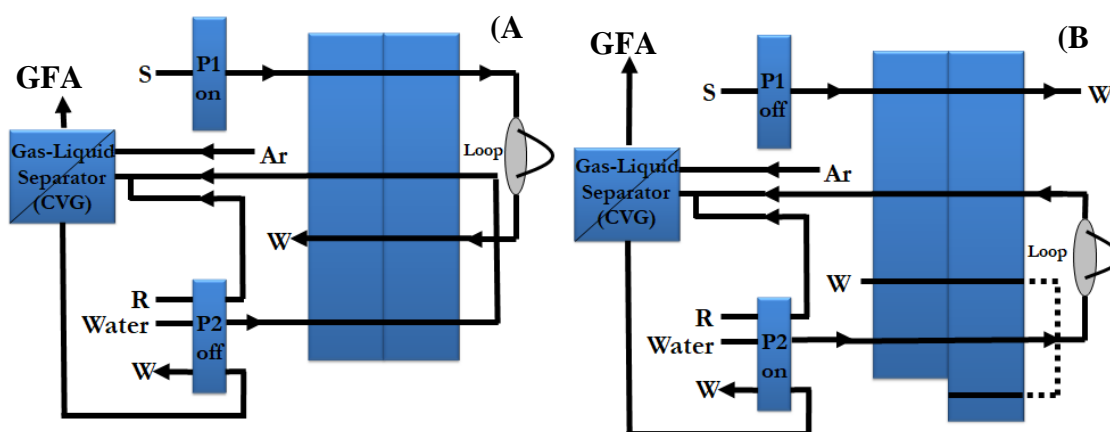 (A
GFA
S
P1
on
Gas-Liquid
Separator
(CVG)
Ar
Loop
W
R
Water
W
P2
off
(B
GFA
S
P1
off
W
Gas-Liquid
Separator
(CVG)
Ar
Loop
W
R
Water
W
P2
on